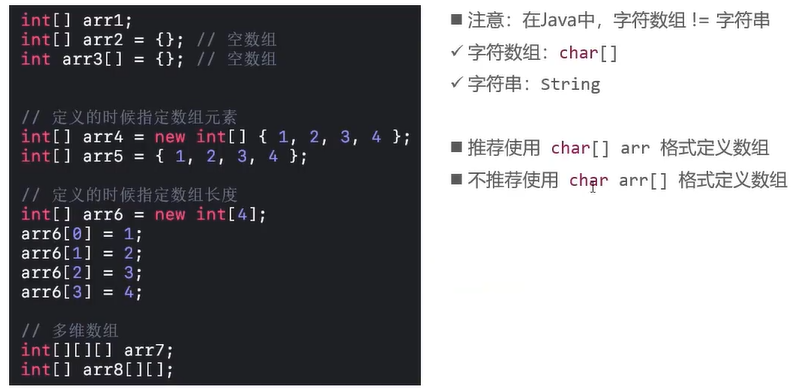 int[] arr1;
int[] arr2 = {}; // 空数组
int arr3[] = {}; // 空数组
// 定义的时候指定数组元素
int[] arr4 = new int[] { 1, 2, 3, 4 };
int[] arr5 = { 1, 2, 3, 4 };
// 定义的时候指定数组长度
int[] arr6 = new int[4];
arr6[0] = 1;
arr6[1] = 2;
arr6[2] = 3;
arr6[3] = 4;
// 多维数组
int[][][] arr7;
int[] arr8[][];
■ 注意：在Java中，字符数组 != 字符串
✓ 字符数组：char[]
✓ 字符串：String
■ 推荐使用 char[] arr 格式定义数组
■ 不推荐使用 char arr[] 格式定义数组